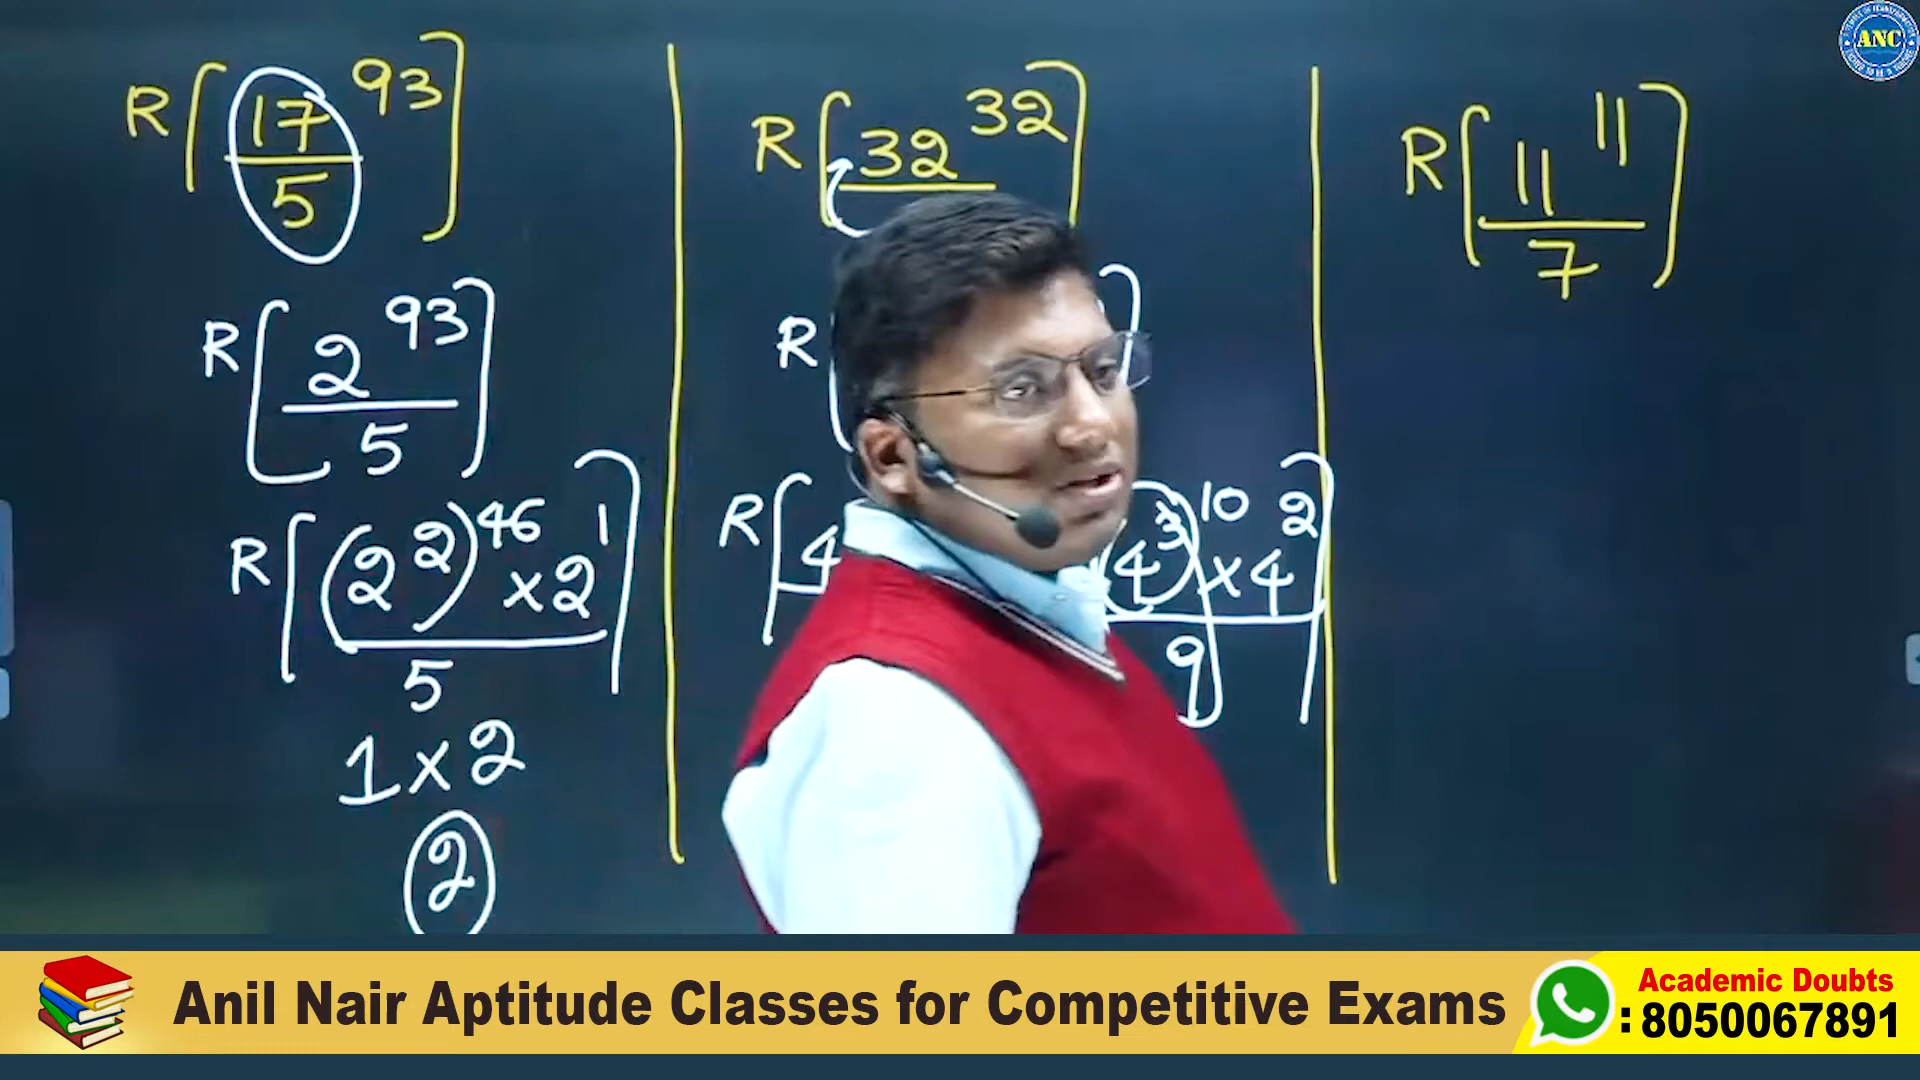 R[17/5 ^93]
R[2^93/5]
R[(2^2)^46 × 2^1/5]
1 × 2
2
R[32^32
R
R[4
(4^3)^10 × 4^2
9
R[11^11/7]
ANC
Anil Nair Aptitude Classes for Competitive Exams
Academic Doubts
: 8050067891